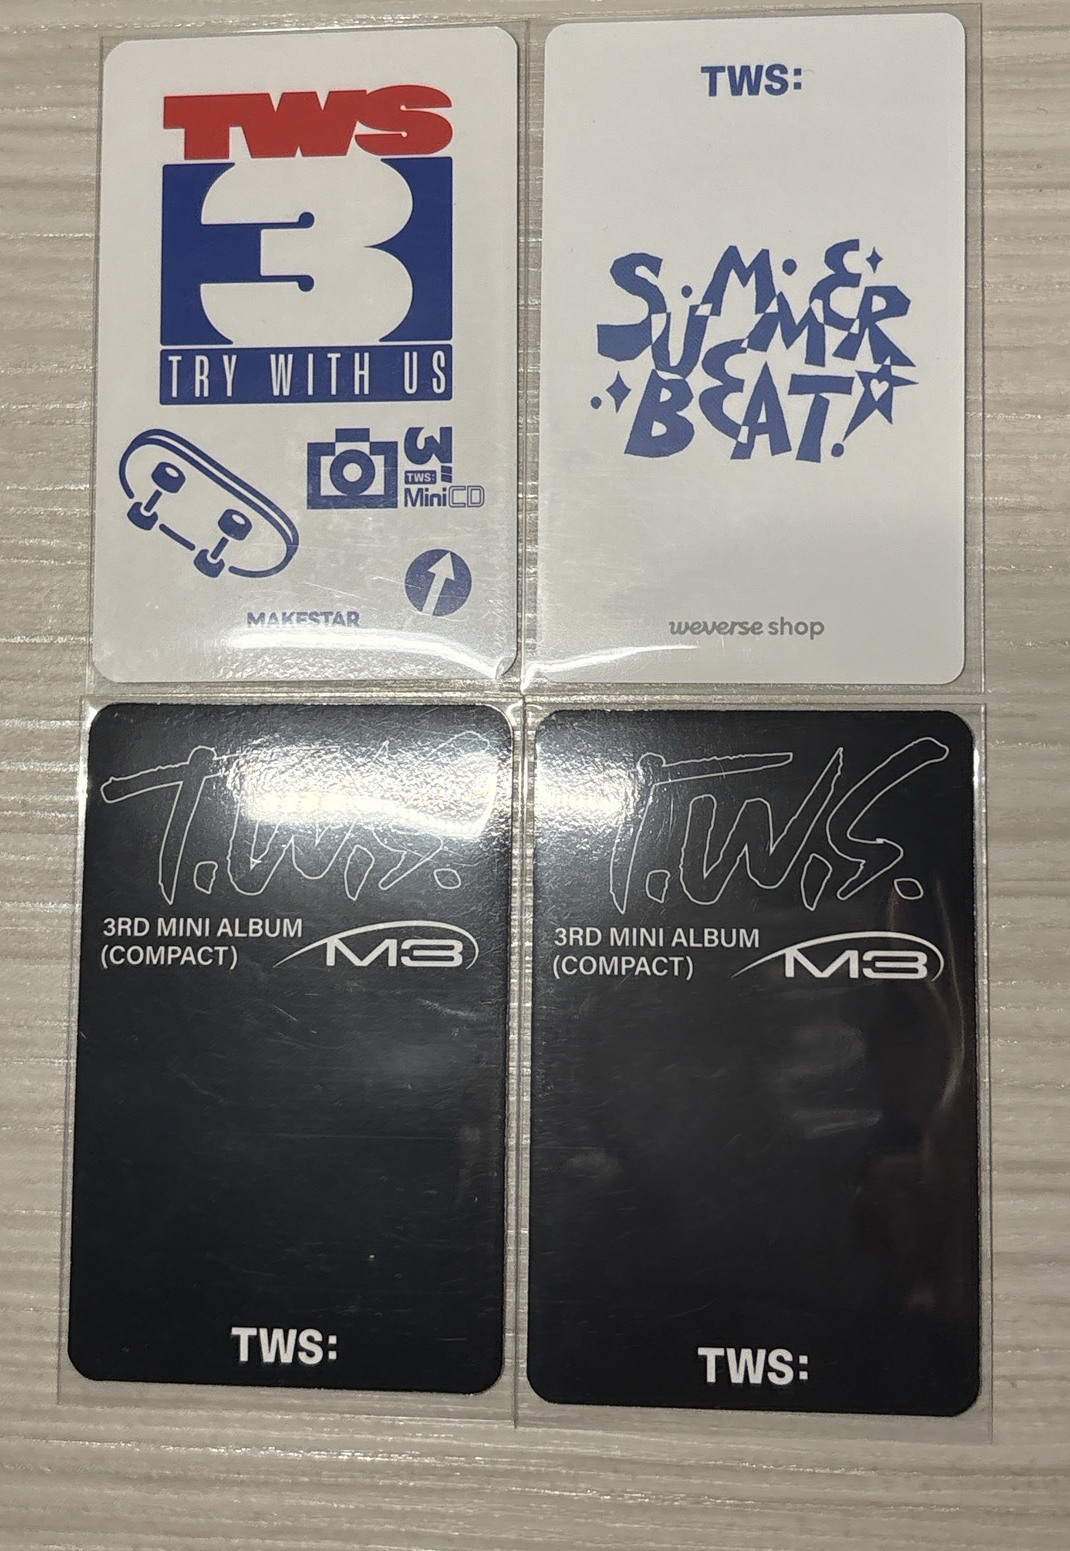 TWS
3
TRY WITH US
3
TWS:
MiniCD
MAKESTAR
TWS:
SUMMER
BEAT!
weverse shop
T.W.S.
3RD MINI ALBUM
(COMPACT)
M3
TWS:
T.W.S.
3RD MINI ALBUM
(COMPACT)
M3
TWS: